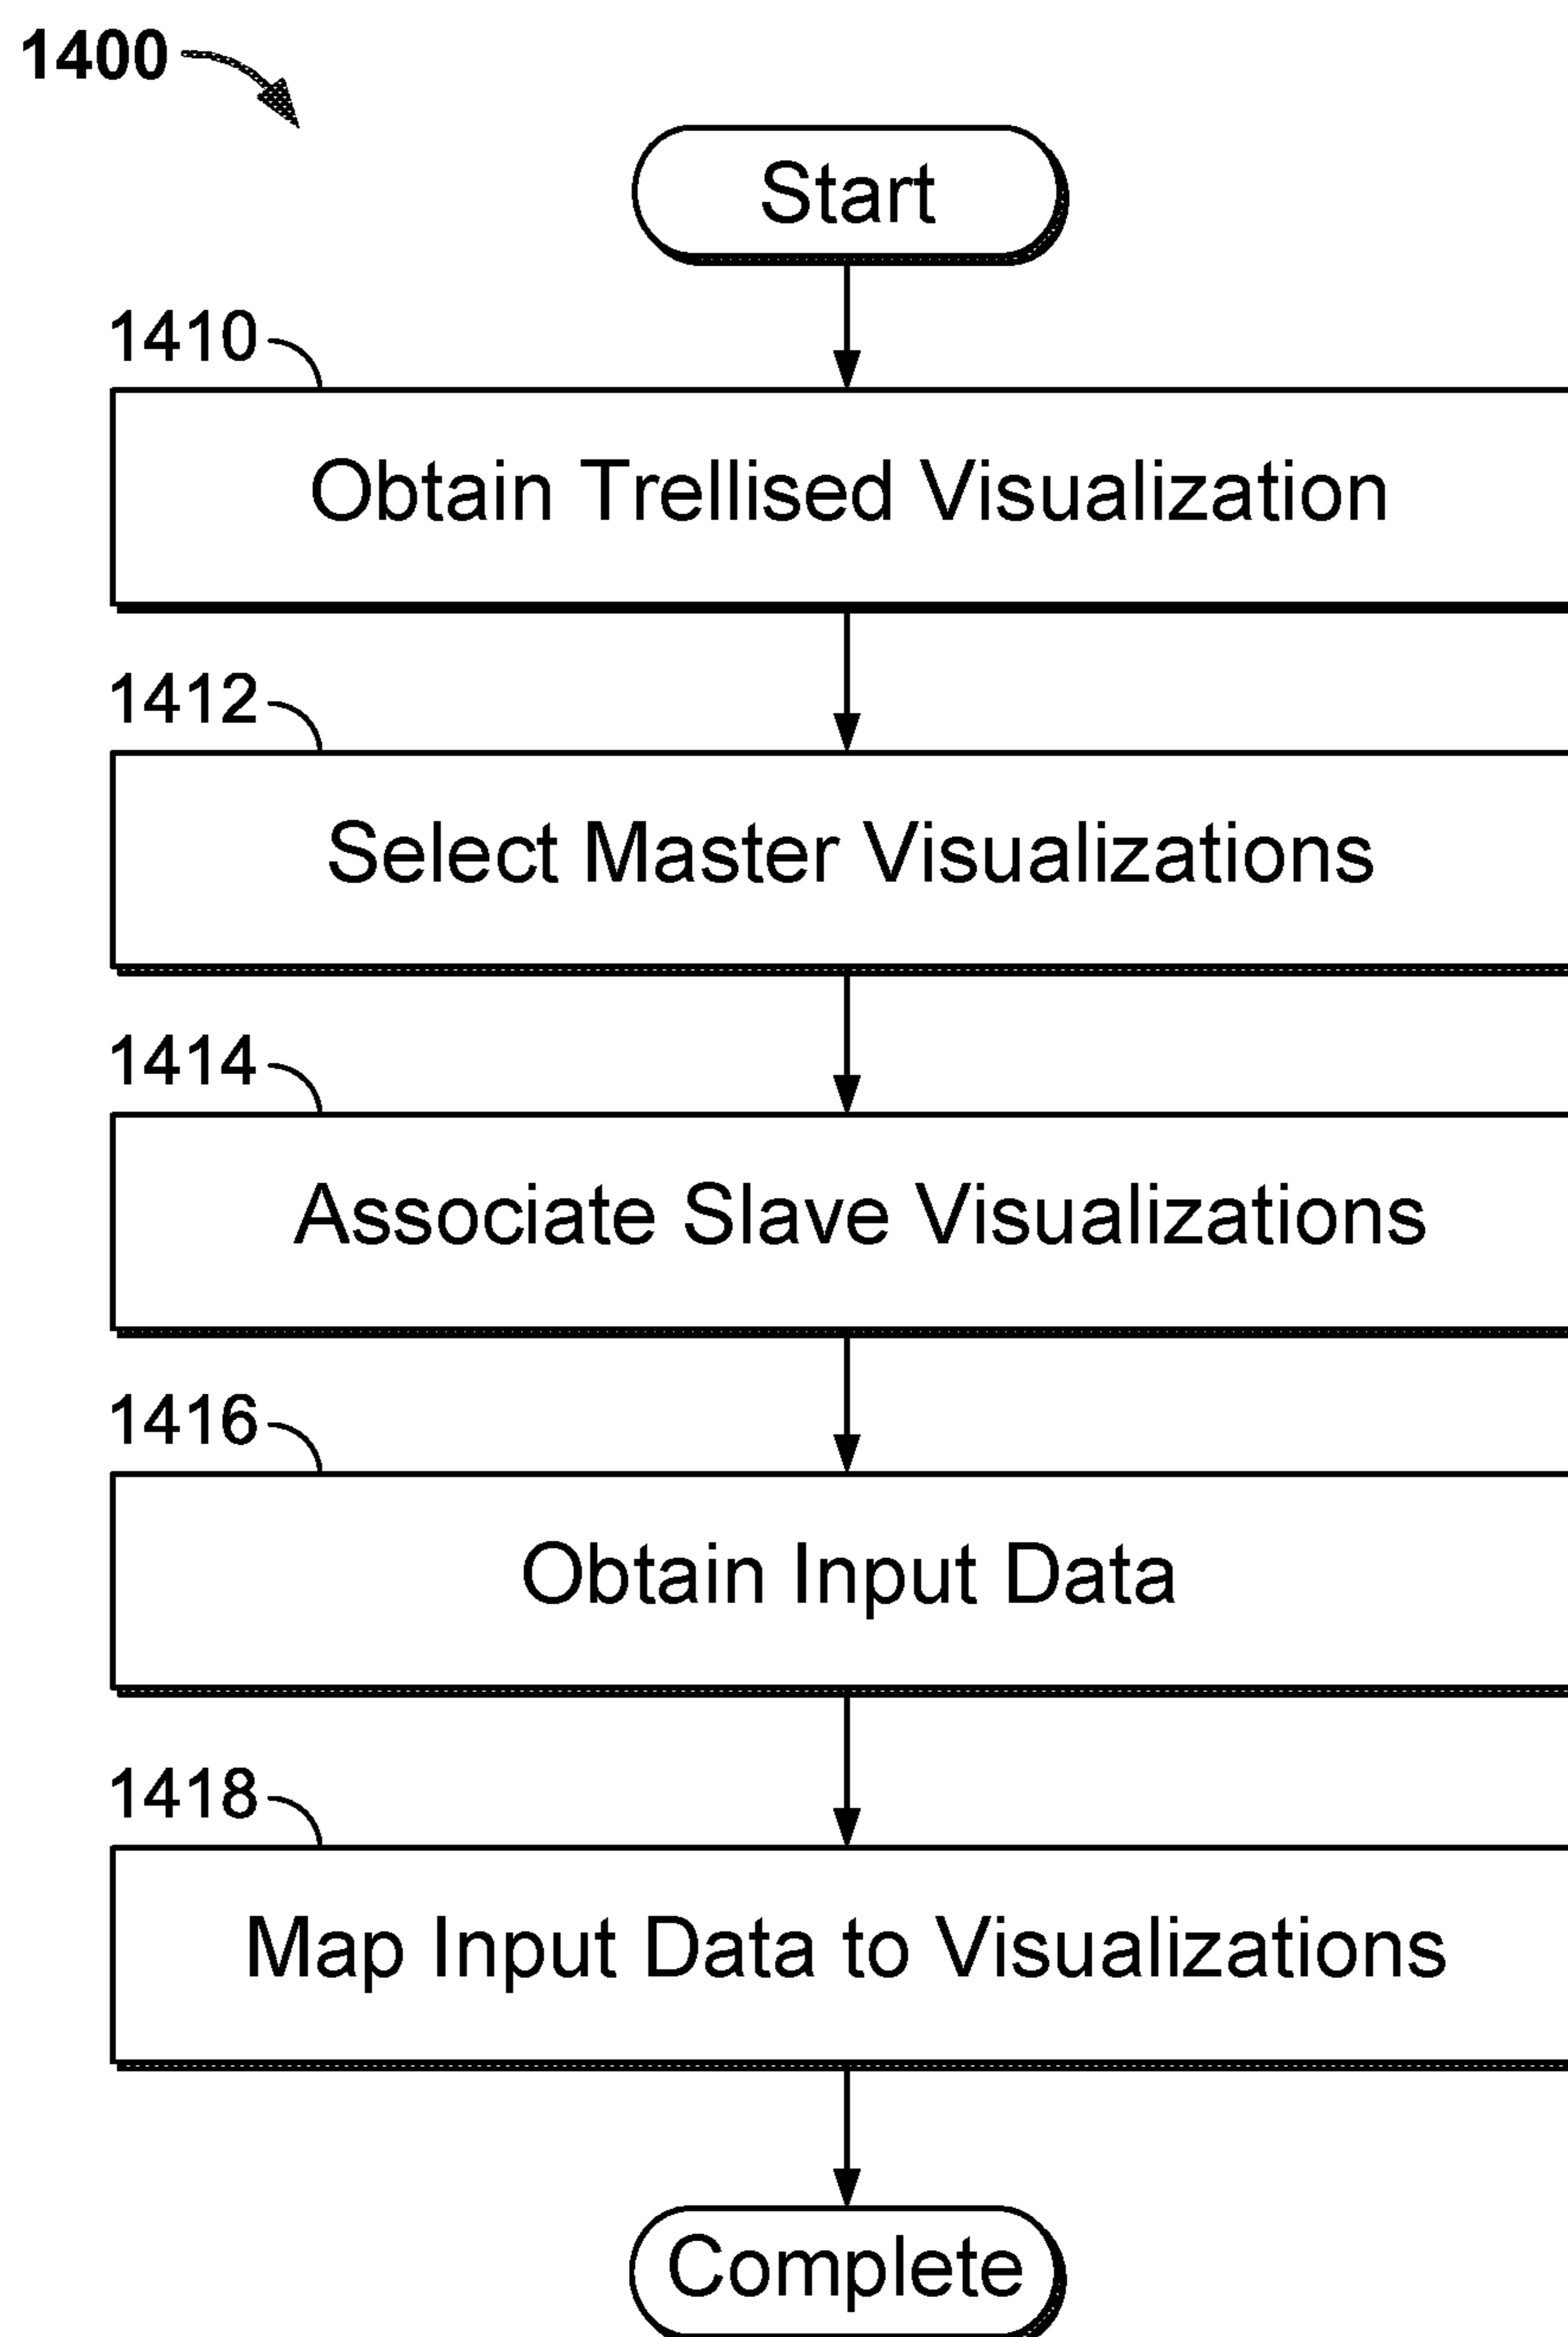 1400
Start
1410
Obtain Trellised Visualization
1412
Select Master Visualizations
1414
Associate Slave Visualizations
1416
Obtain Input Data
1418
Map Input Data to Visualizations
Complete